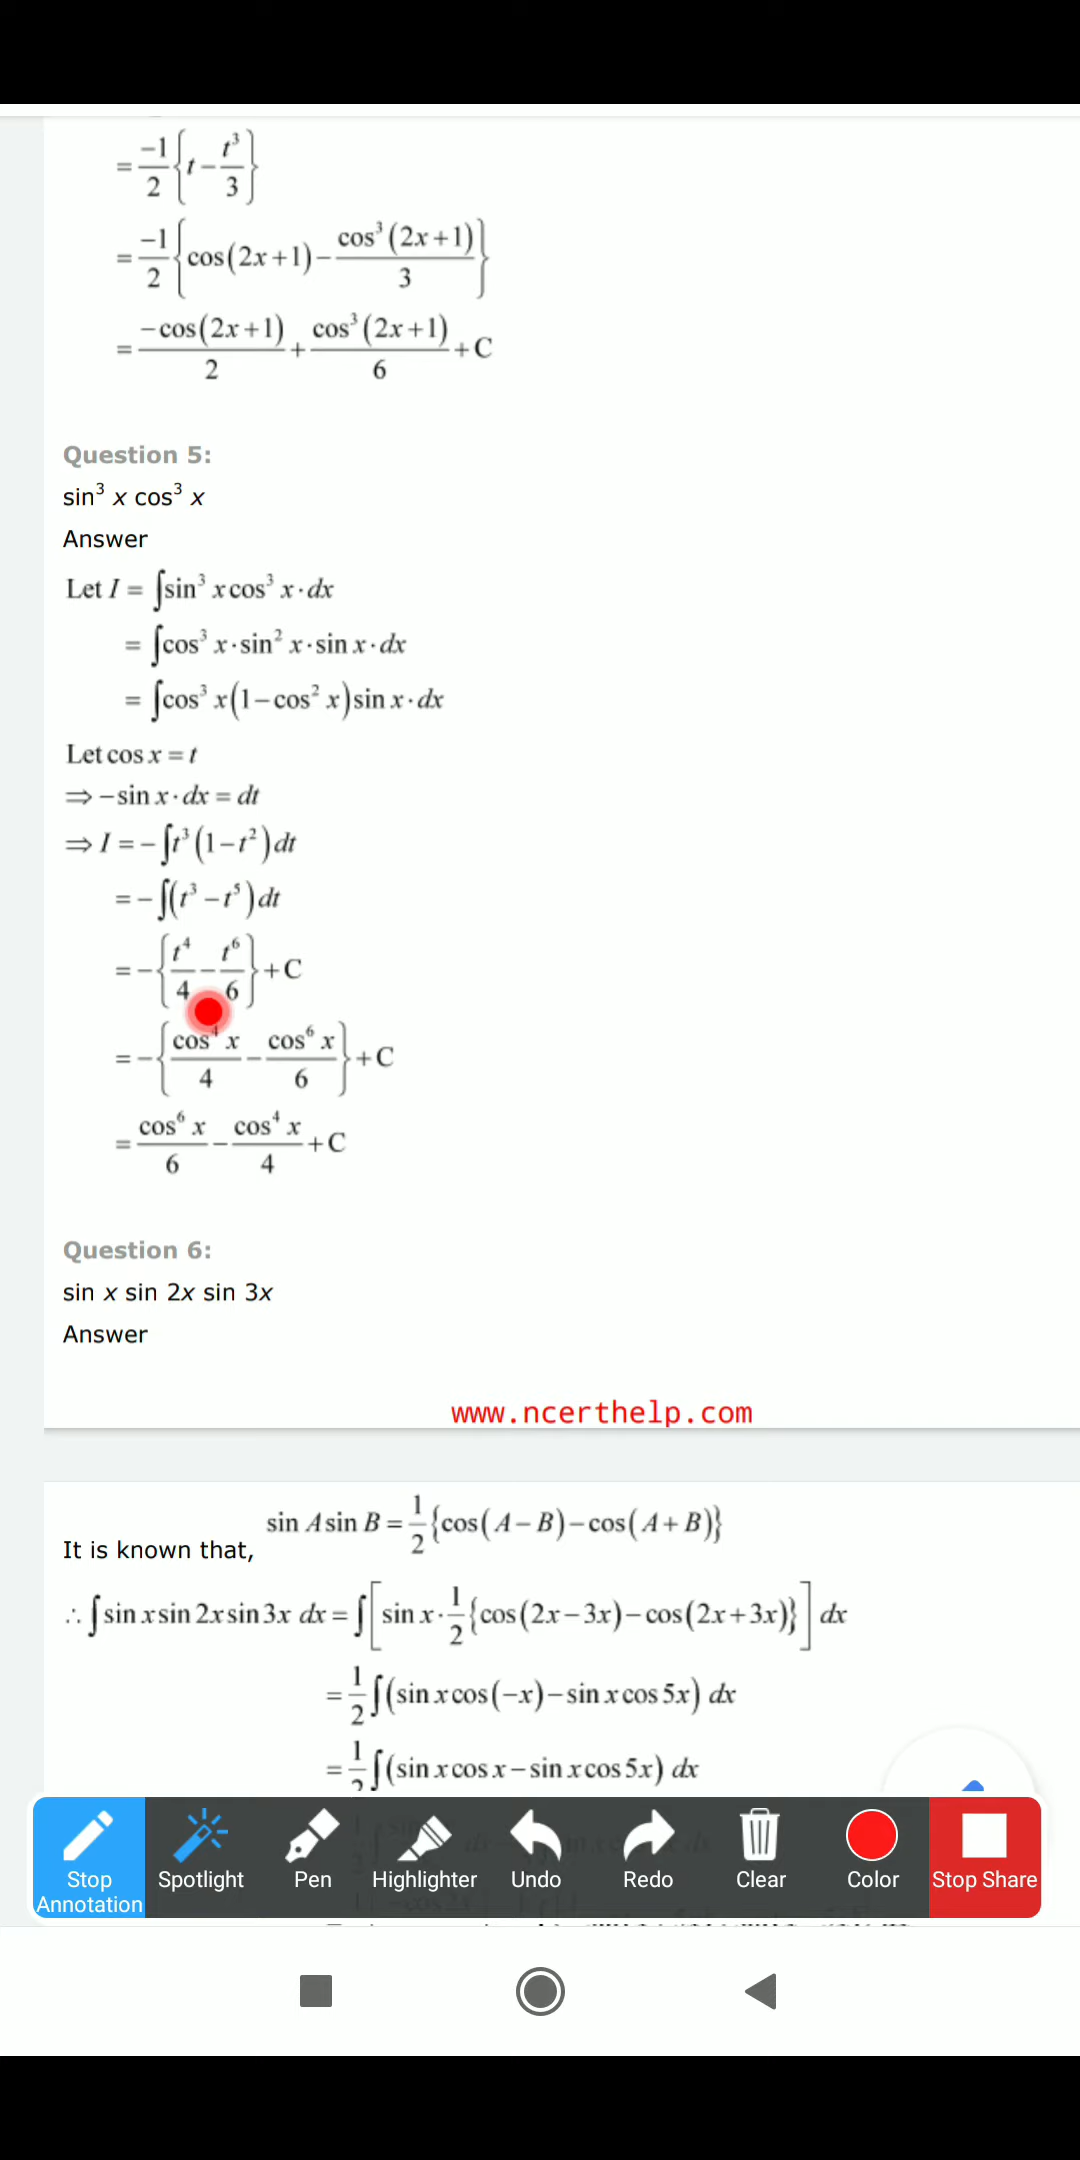 = -1/2 { t - t³/3 }
= -1/2 { cos(2x+1) - cos³(2x+1)/3 }
= -cos(2x+1)/2 + cos³(2x+1)/6 + C
Question 5:
sin³ x cos³ x
Answer
Let I = ∫sin³ x cos³ x · dx
= ∫cos³ x · sin² x · sin x · dx
= ∫cos³ x(1 - cos² x)sin x · dx
Let cos x = t
⇒ -sin x · dx = dt
⇒ I = -∫t³(1 - t²)dt
= -∫(t³ - t⁵)dt
= -{ t⁴/4 - t⁶/6 } + C
= -{ cos⁴ x/4 - cos⁶ x/6 } + C
= cos⁶ x/6 - cos⁴ x/4 + C
Question 6:
sin x sin 2x sin 3x
Answer
www.ncerthelp.com
It is known that, sin A sin B = 1/2 {cos(A - B) - cos(A + B)}
∴ ∫sin x sin 2x sin 3x dx = ∫[sin x · 1/2 {cos(2x - 3x) - cos(2x + 3x)}] dx
= 1/2 ∫(sin x cos(-x) - sin x cos 5x) dx
= 1/2 ∫(sin x cos x - sin x cos 5x) dx
Stop Annotation
Spotlight
Pen
Highlighter
Undo
Redo
Clear
Color
Stop Share